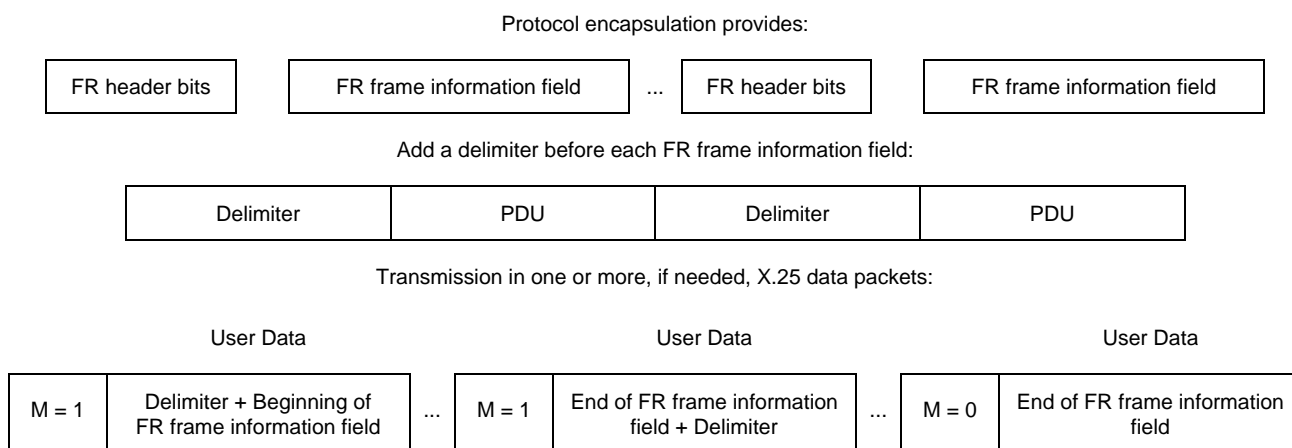 Protocol encapsulation provides:
FR header bits FR frame information field ... FR header bits FR frame information field
Add a delimiter before each FR frame information field:
Delimiter PDU Delimiter PDU
Transmission in one or more, if needed, X.25 data packets:
User Data User Data User Data
M = 1 Delimiter + Beginning of FR frame information field ... M = 1 End of FR frame information field + Delimiter ... M = 0 End of FR frame information field